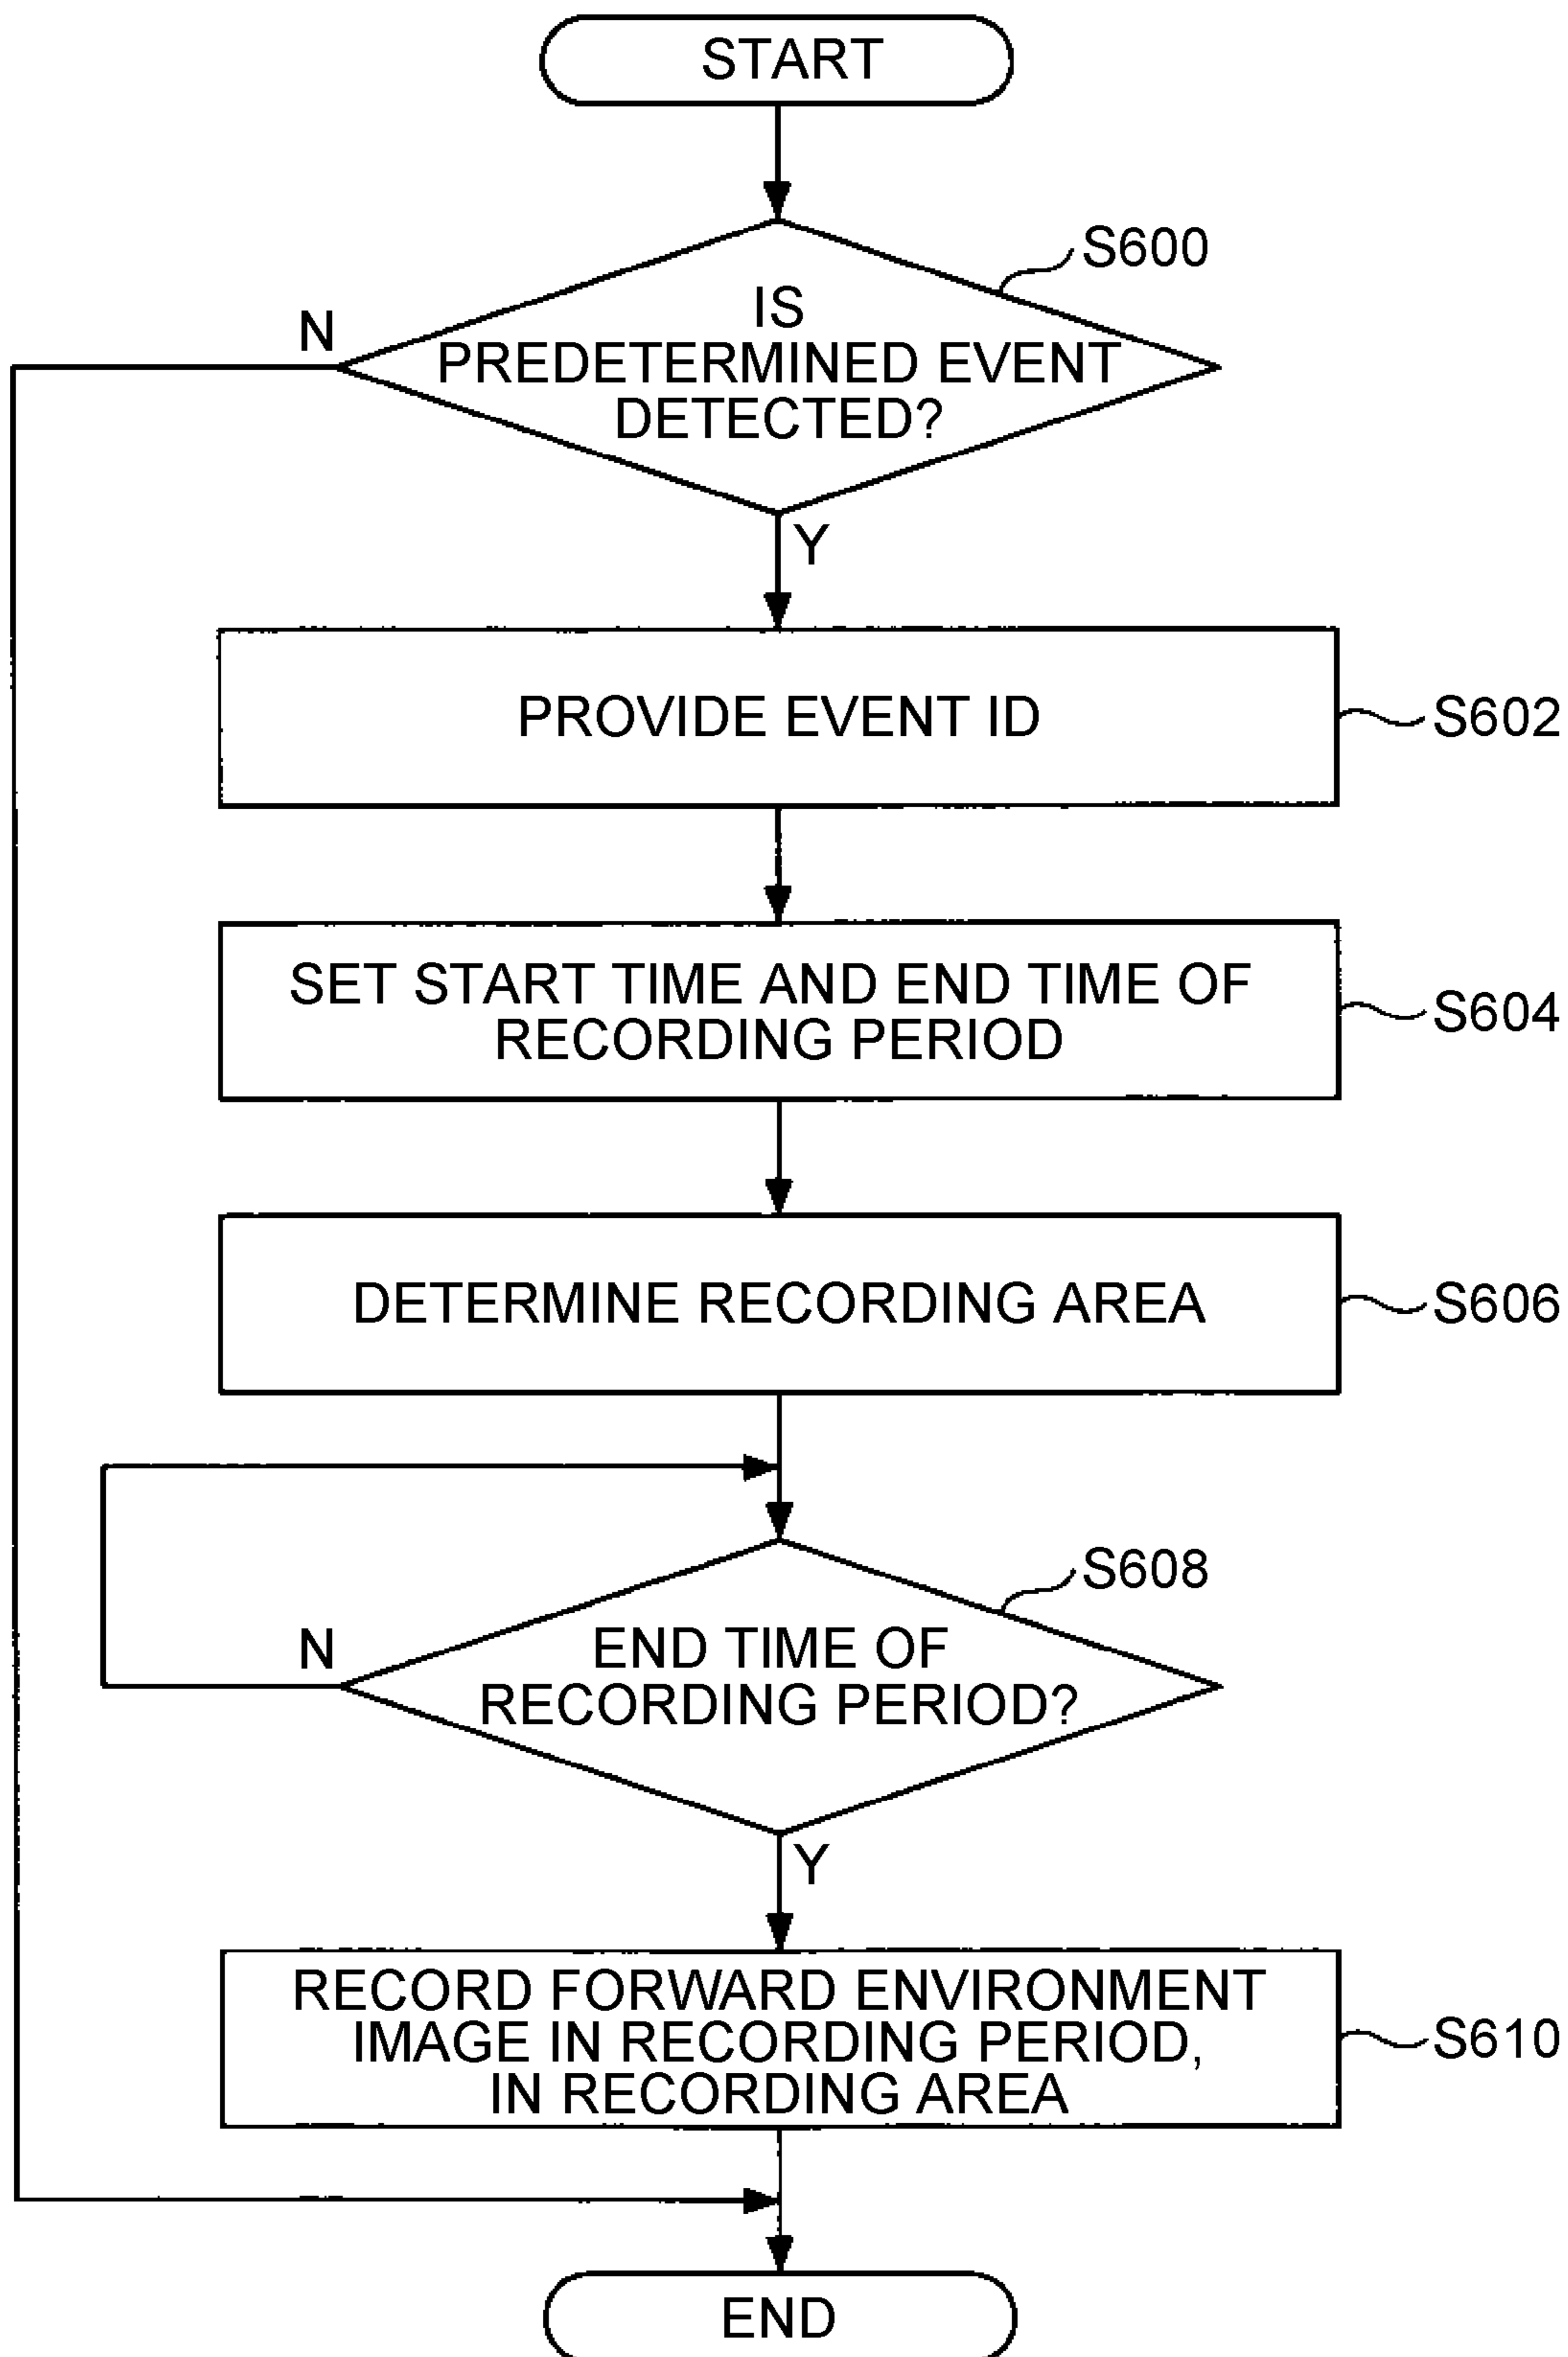 START
S600
IS
PREDETERMINED EVENT
DETECTED?
N
Y
PROVIDE EVENT ID
S602
SET START TIME AND END TIME OF
RECORDING PERIOD
S604
DETERMINE RECORDING AREA
S606
S608
END TIME OF
RECORDING PERIOD?
N
Y
RECORD FORWARD ENVIRONMENT
IMAGE IN RECORDING PERIOD,
IN RECORDING AREA
S610
END